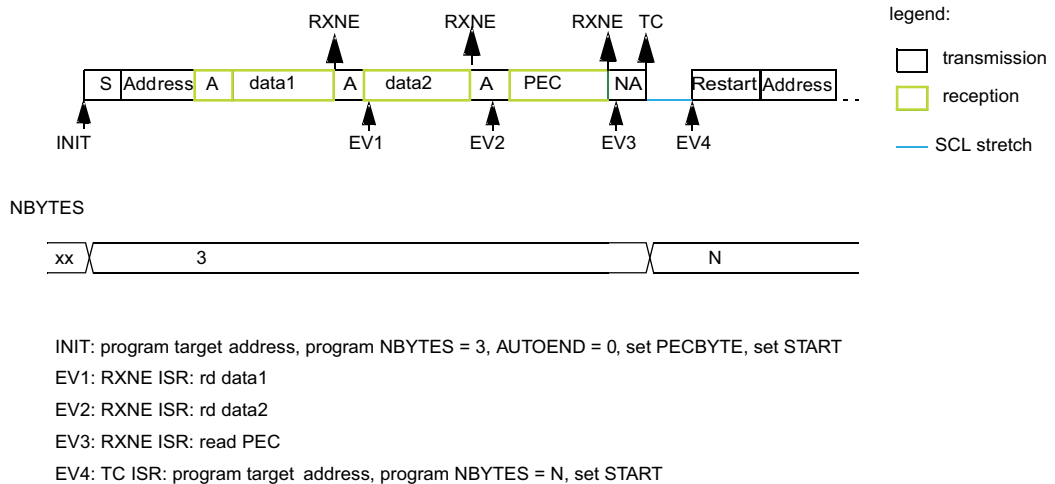 legend:
RXNE RXNE RXNE TC
transmission
S Address A data1 A data2 A PEC NA Restart Address
reception
INIT EV1 EV2 EV3 EV4
SCL stretch
NBYTES
xx 3 N
INIT: program target address, program NBYTES = 3, AUTOEND = 0, set PECBYTE, set START
EV1: RXNE ISR: rd data1
EV2: RXNE ISR: rd data2
EV3: RXNE ISR: read PEC
EV4: TC ISR: program target address, program NBYTES = N, set START